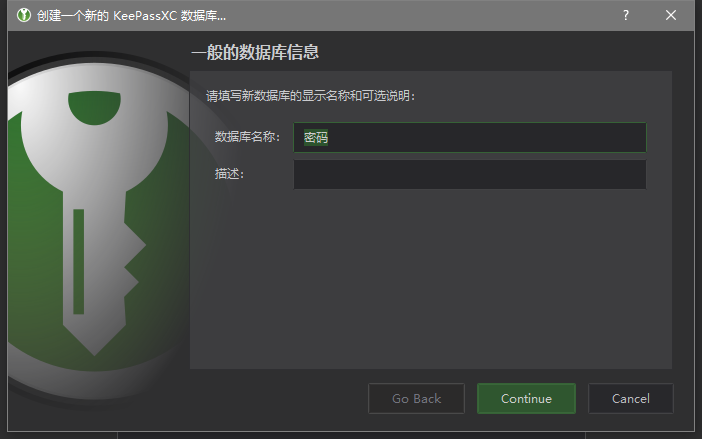 创建一个新的 KeePassXC 数据库...
?
一般的数据库信息
请填写新数据库的显示名称和可选说明：
数据库名称： 密码
描述：
Go Back Continue Cancel